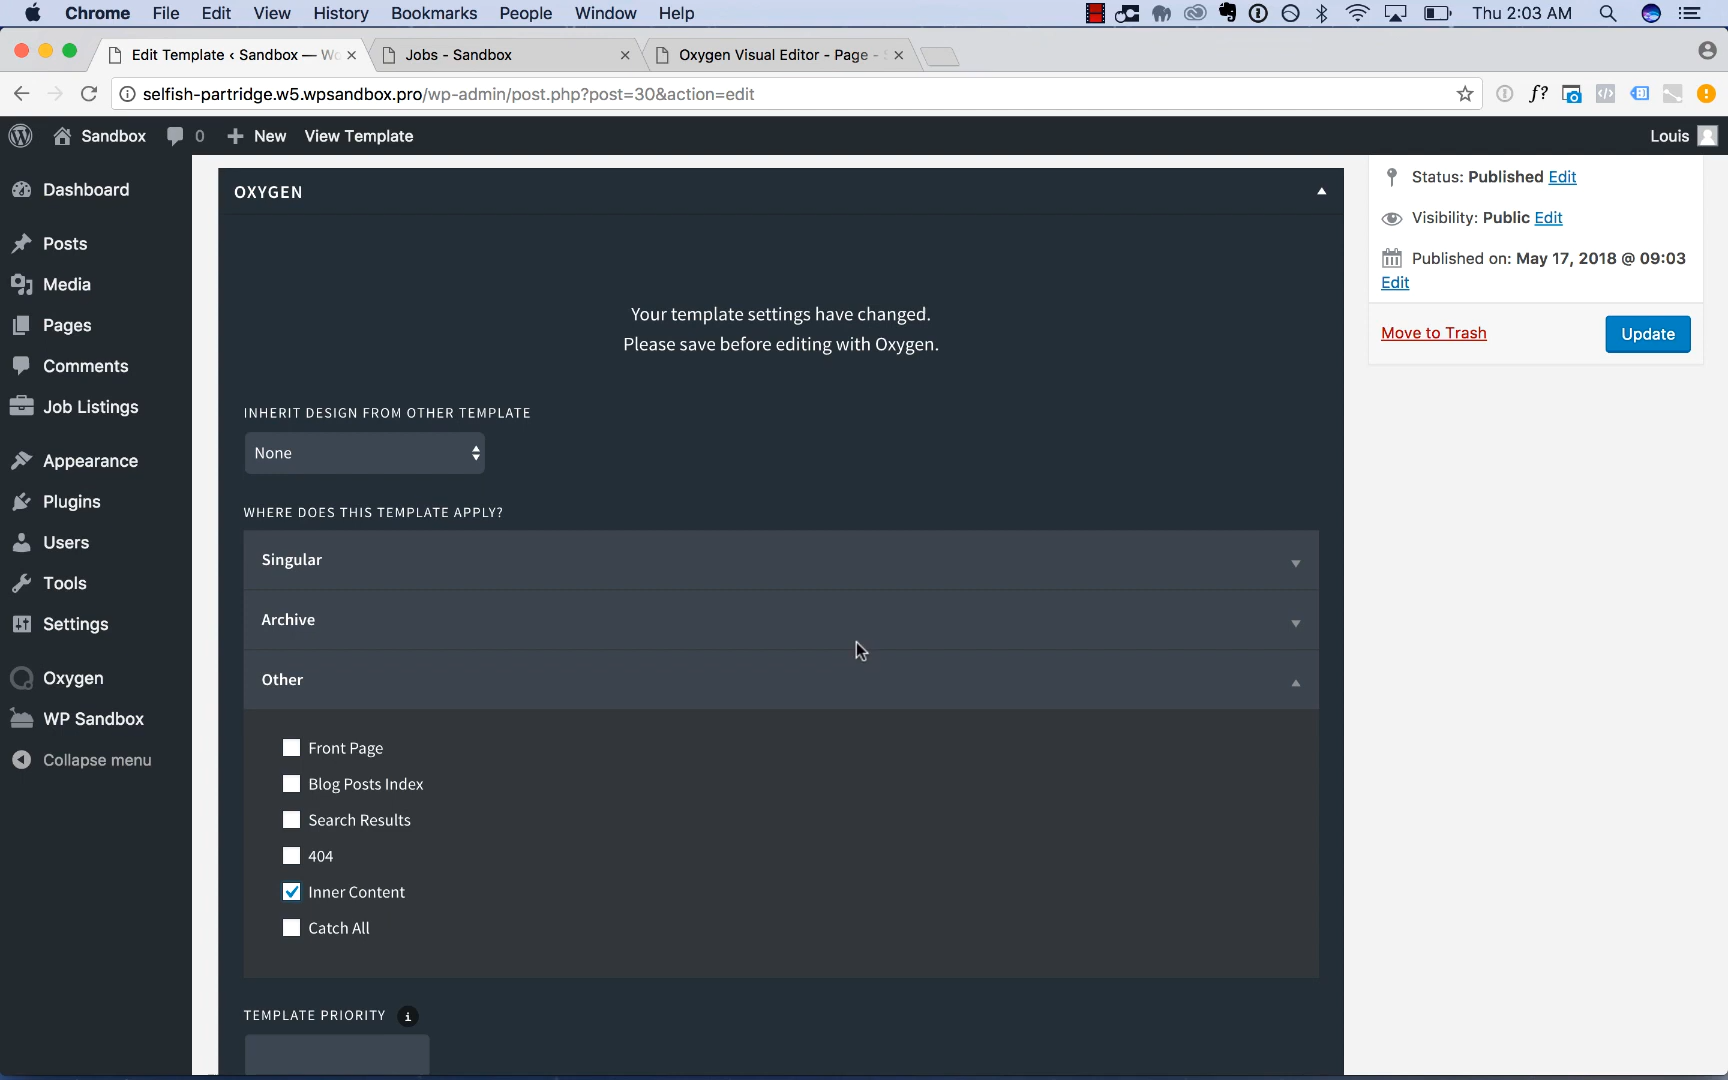 Chrome File Edit View History Bookmarks People Window Help Thu 2:03 AM
Edit Template ‹ Sandbox — Wo
Jobs - Sandbox
Oxygen Visual Editor - Page -
selfish-partridge.w5.wpsandbox.pro/wp-admin/post.php?post=30&action=edit
f?
Sandbox 0 New View Template Louis
Dashboard
Posts
Media
Pages
Comments
Job Listings
Appearance
Plugins
Users
Tools
Settings
Oxygen
WP Sandbox
Collapse menu
OXYGEN
Your template settings have changed.
Please save before editing with Oxygen.
INHERIT DESIGN FROM OTHER TEMPLATE
None
WHERE DOES THIS TEMPLATE APPLY?
Singular
Archive
Other
Front Page
Blog Posts Index
Search Results
404
Inner Content
Catch All
TEMPLATE PRIORITY i
Status: Published Edit
Visibility: Public Edit
Published on: May 17, 2018 @ 09:03
Edit
Move to Trash
Update